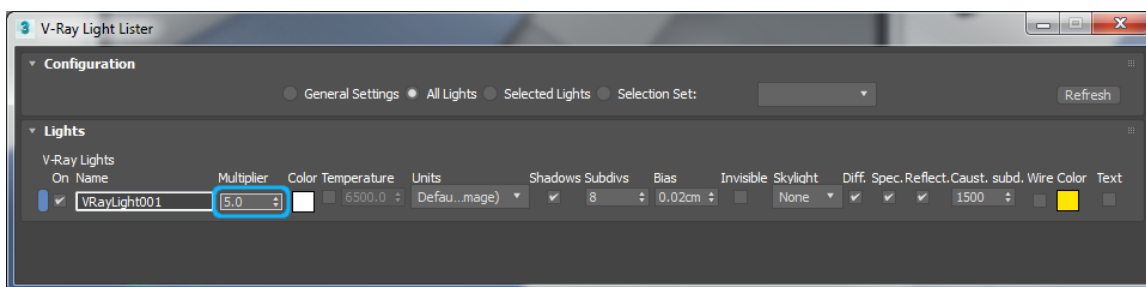 3 V-Ray Light Lister
Configuration
General Settings All Lights Selected Lights Selection Set: Refresh
Lights
V-Ray Lights
On Name Multiplier Color Temperature Units Shadows Subdivs Bias Invisible Skylight Diff. Spec. Reflect. Caust. subd. Wire Color Text
VRayLight001 5.0 6500.0 Defau...mage) 8 0.02cm None 1500